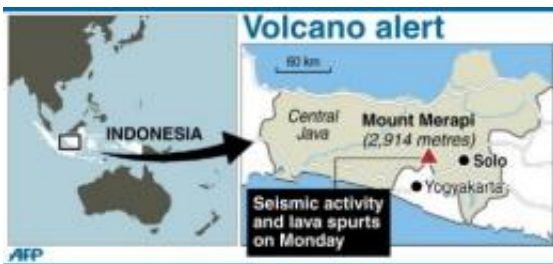 Volcano alert
INDONESIA
60 km
Central
Java
Mount Merapi
(2,914 metres)
Solo
Yogyakarta
Seismic activity
and lava spurts
on Monday
AFP